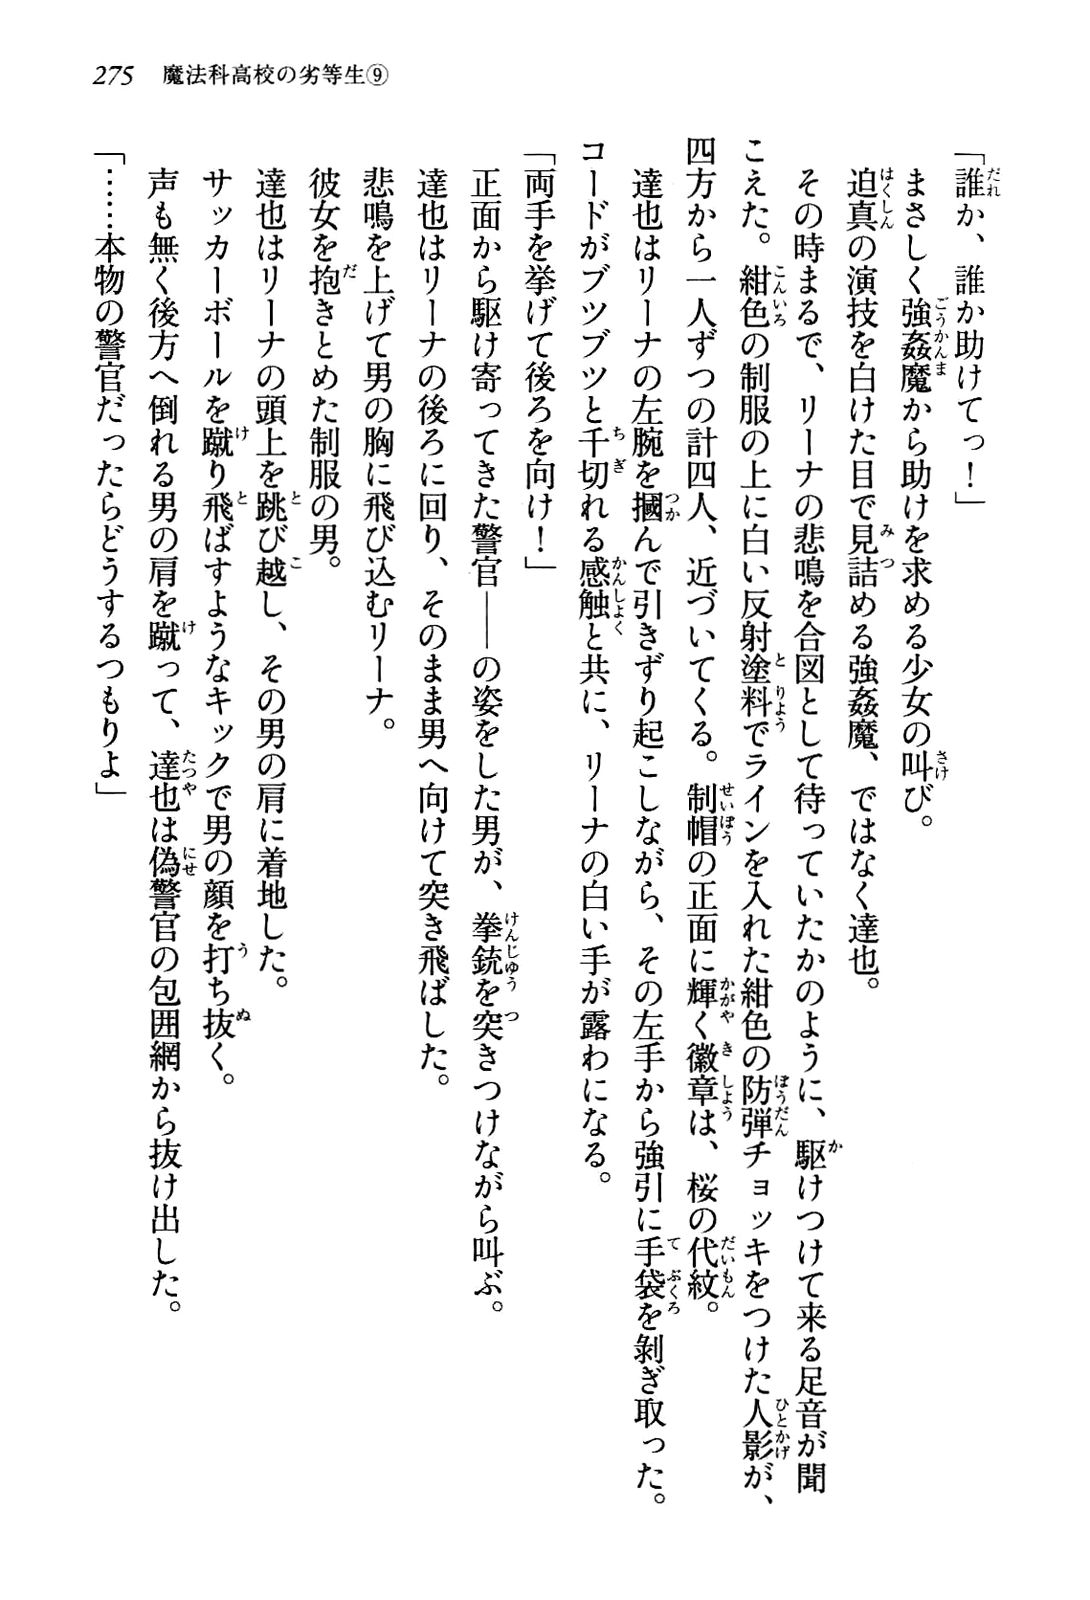 275　魔法科高校の劣等生⑨
「誰か、誰か助けてっ！」
まさしく強姦魔から助けを求める少女の叫び。
迫真の演技を白けた目で見詰める強姦魔、ではなく達也。
その時まるで、リーナの悲鳴を合図として待っていたかのように、駆けつけて来る足音が聞
こえた。紺色の制服の上に白い反射塗料でラインを入れた紺色の防弾チョッキをつけた人影が、
四方から一人ずつの計四人、近づいてくる。制帽の正面に輝く徽章は、桜の代紋。
達也はリーナの左腕を摑んで引きずり起こしながら、その左手から強引に手袋を剝ぎ取った。
コードがブツブツと千切れる感触と共に、リーナの白い手が露わになる。
「両手を挙げて後ろを向け！」
正面から駆け寄ってきた警官――の姿をした男が、拳銃を突きつけながら叫ぶ。
達也はリーナの後ろに回り、そのまま男へ向けて突き飛ばした。
悲鳴を上げて男の胸に飛び込むリーナ。
彼女を抱きとめた制服の男。
達也はリーナの頭上を跳び越し、その男の肩に着地した。
サッカーボールを蹴り飛ばすようなキックで男の顔を打ち抜く。
声も無く後方へ倒れる男の肩を蹴って、達也は偽警官の包囲網から抜け出した。
「……本物の警官だったらどうするつもりよ」